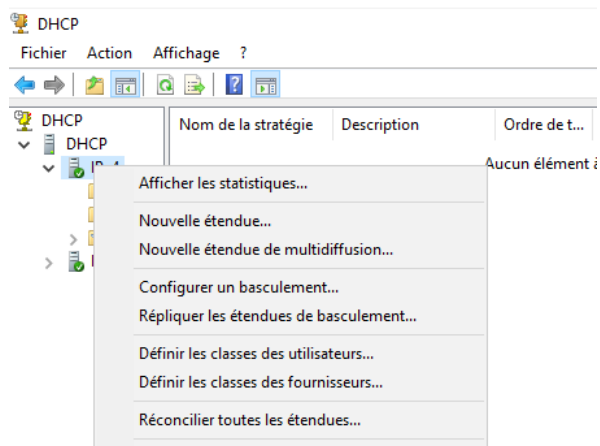 DHCP
Fichier Action Affichage ?
DHCP
DHCP
Nom de la stratégie Description Ordre de t...
Aucun élément à
Afficher les statistiques...
Nouvelle étendue...
Nouvelle étendue de multidiffusion...
Configurer un basculement...
Répliquer les étendues de basculement...
Définir les classes des utilisateurs...
Définir les classes des fournisseurs...
Réconcilier toutes les étendues...